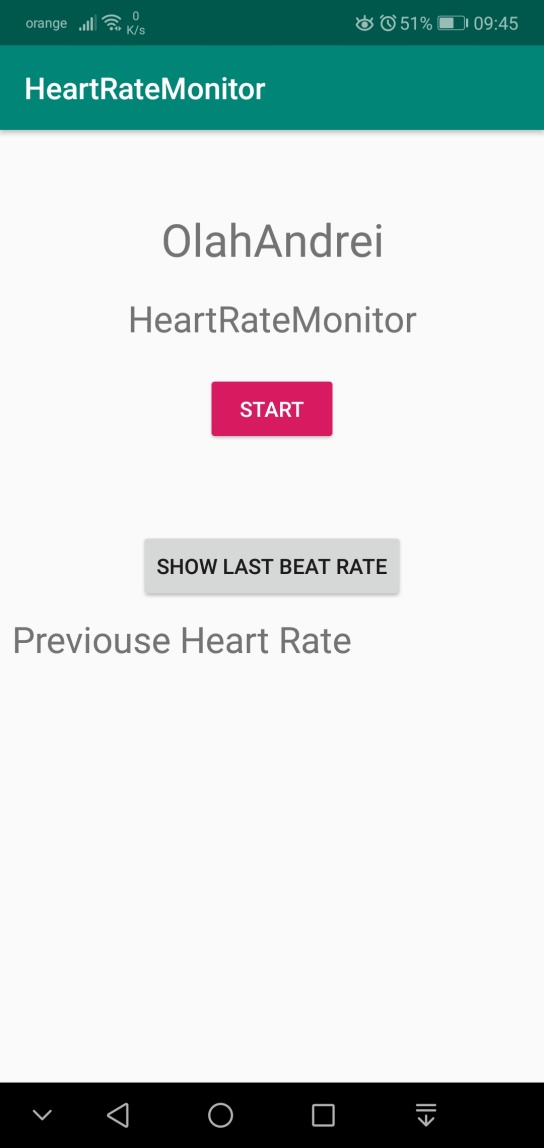 orange 0 K/s 51% 09:45
HeartRateMonitor
OlahAndrei
HeartRateMonitor
START
SHOW LAST BEAT RATE
Previouse Heart Rate